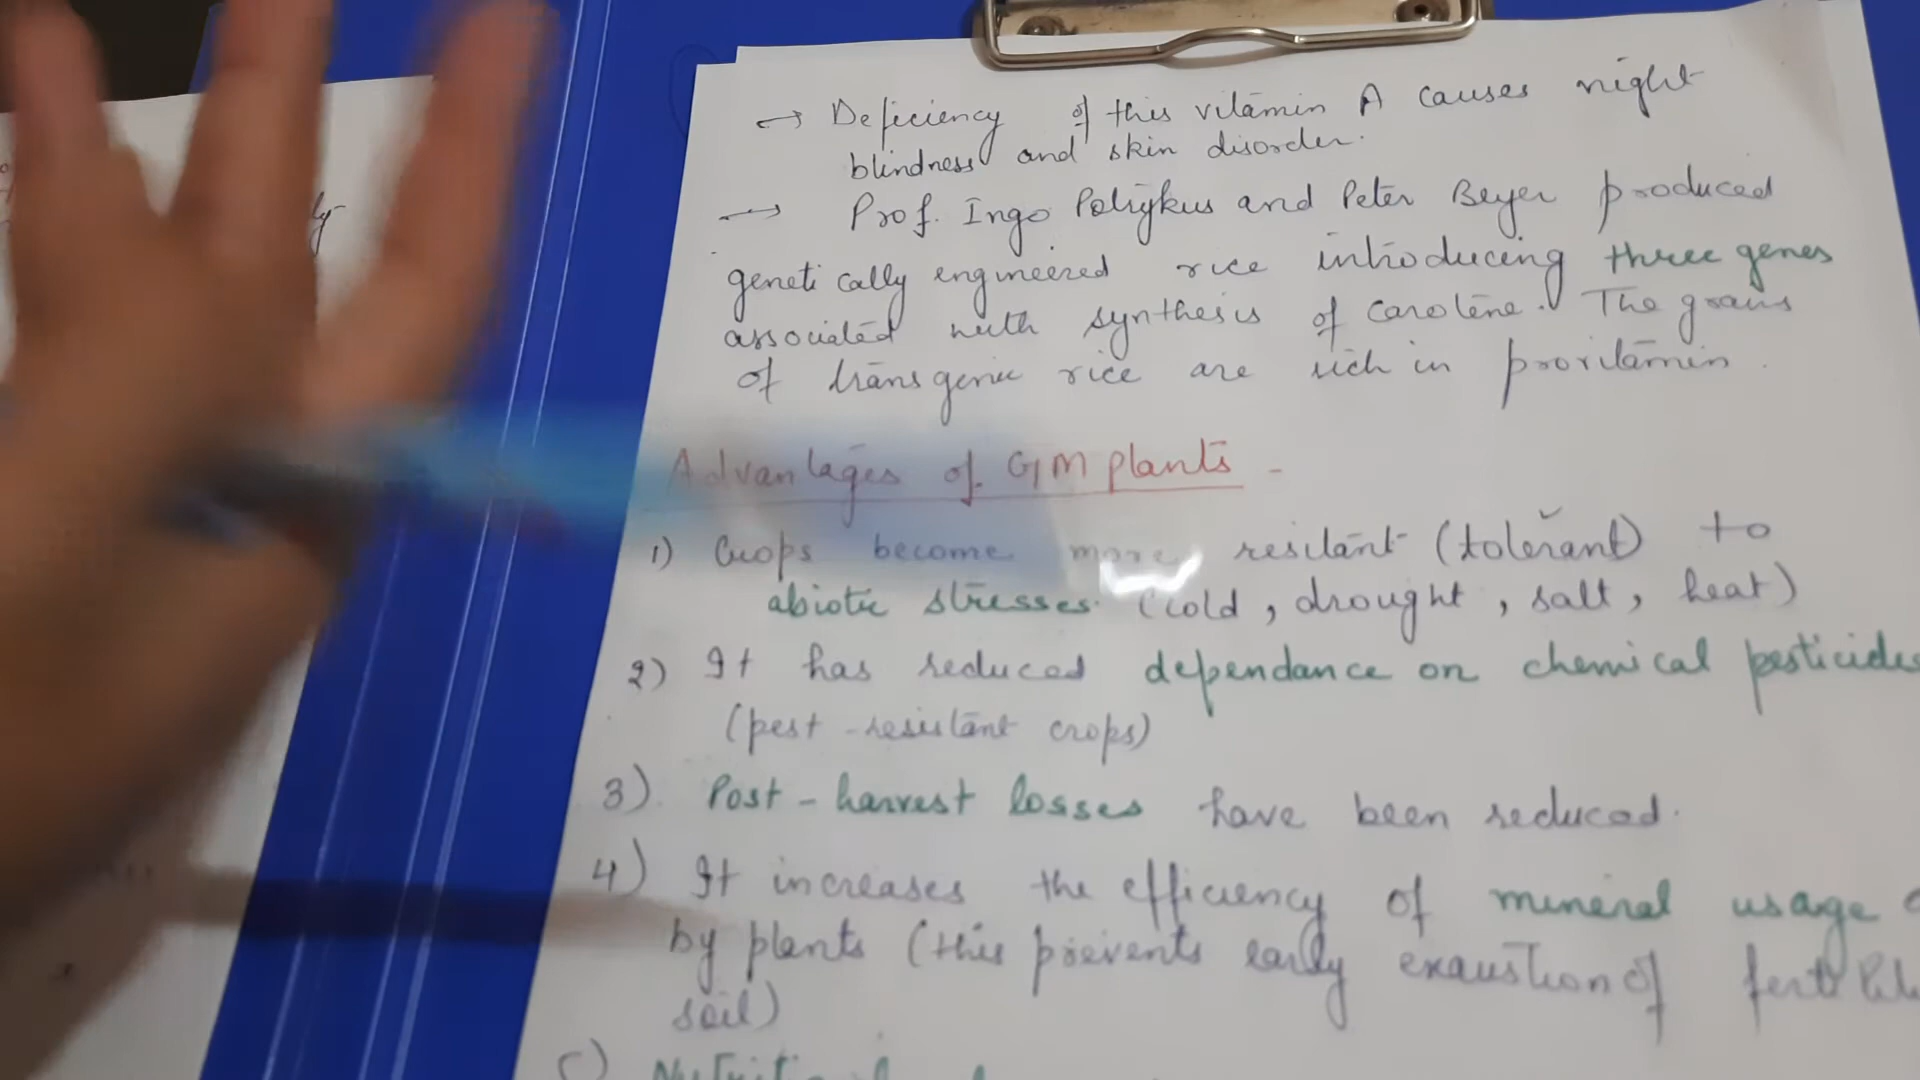 ly
→ Deficiency of this vitamin A causes night
blindness and skin disorder.
→ Prof. Ingo Potrykus and Peter Beyer produced
genetically engineered rice introducing three genes
associated with synthesis of carotene. The grains
of transgenic rice are rich in provitamin.
Advantages of GM plants -
1) Crops become more resistant (tolerant) to
abiotic stresses. (cold, drought, salt, heat)
2) It has reduced dependance on chemical pesticides
(pest-resistant crops)
3). Post-harvest losses have been reduced.
4) It increases the efficiency of mineral usage
by plants (this prevents early exaustion of
soil)
5)